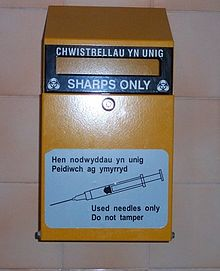 CHWISTRELLAU YN UNIG
SHARPS ONLY
Hen nodwyddau yn unig
Peidiwch ag ymyrryd
Used needles only
Do not tamper